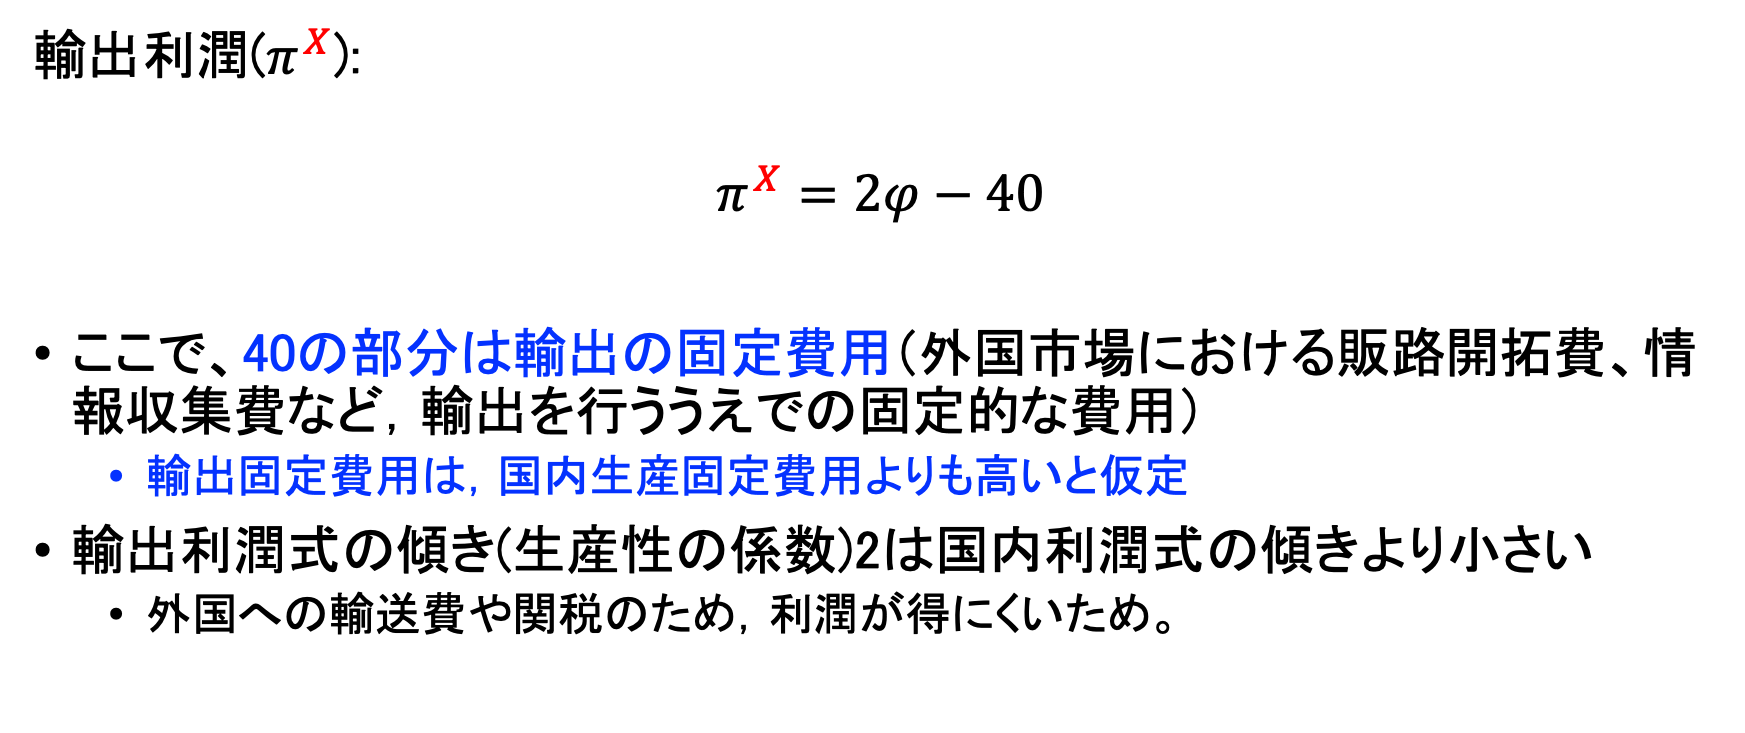 輸出利潤(π^X):
π^X = 2φ − 40
• ここで、40の部分は輸出の固定費用（外国市場における販路開拓費、情
報収集費など，輸出を行ううえでの固定的な費用）
• 輸出固定費用は，国内生産固定費用よりも高いと仮定
• 輸出利潤式の傾き(生産性の係数)2は国内利潤式の傾きより小さい
• 外国への輸送費や関税のため，利潤が得にくいため。